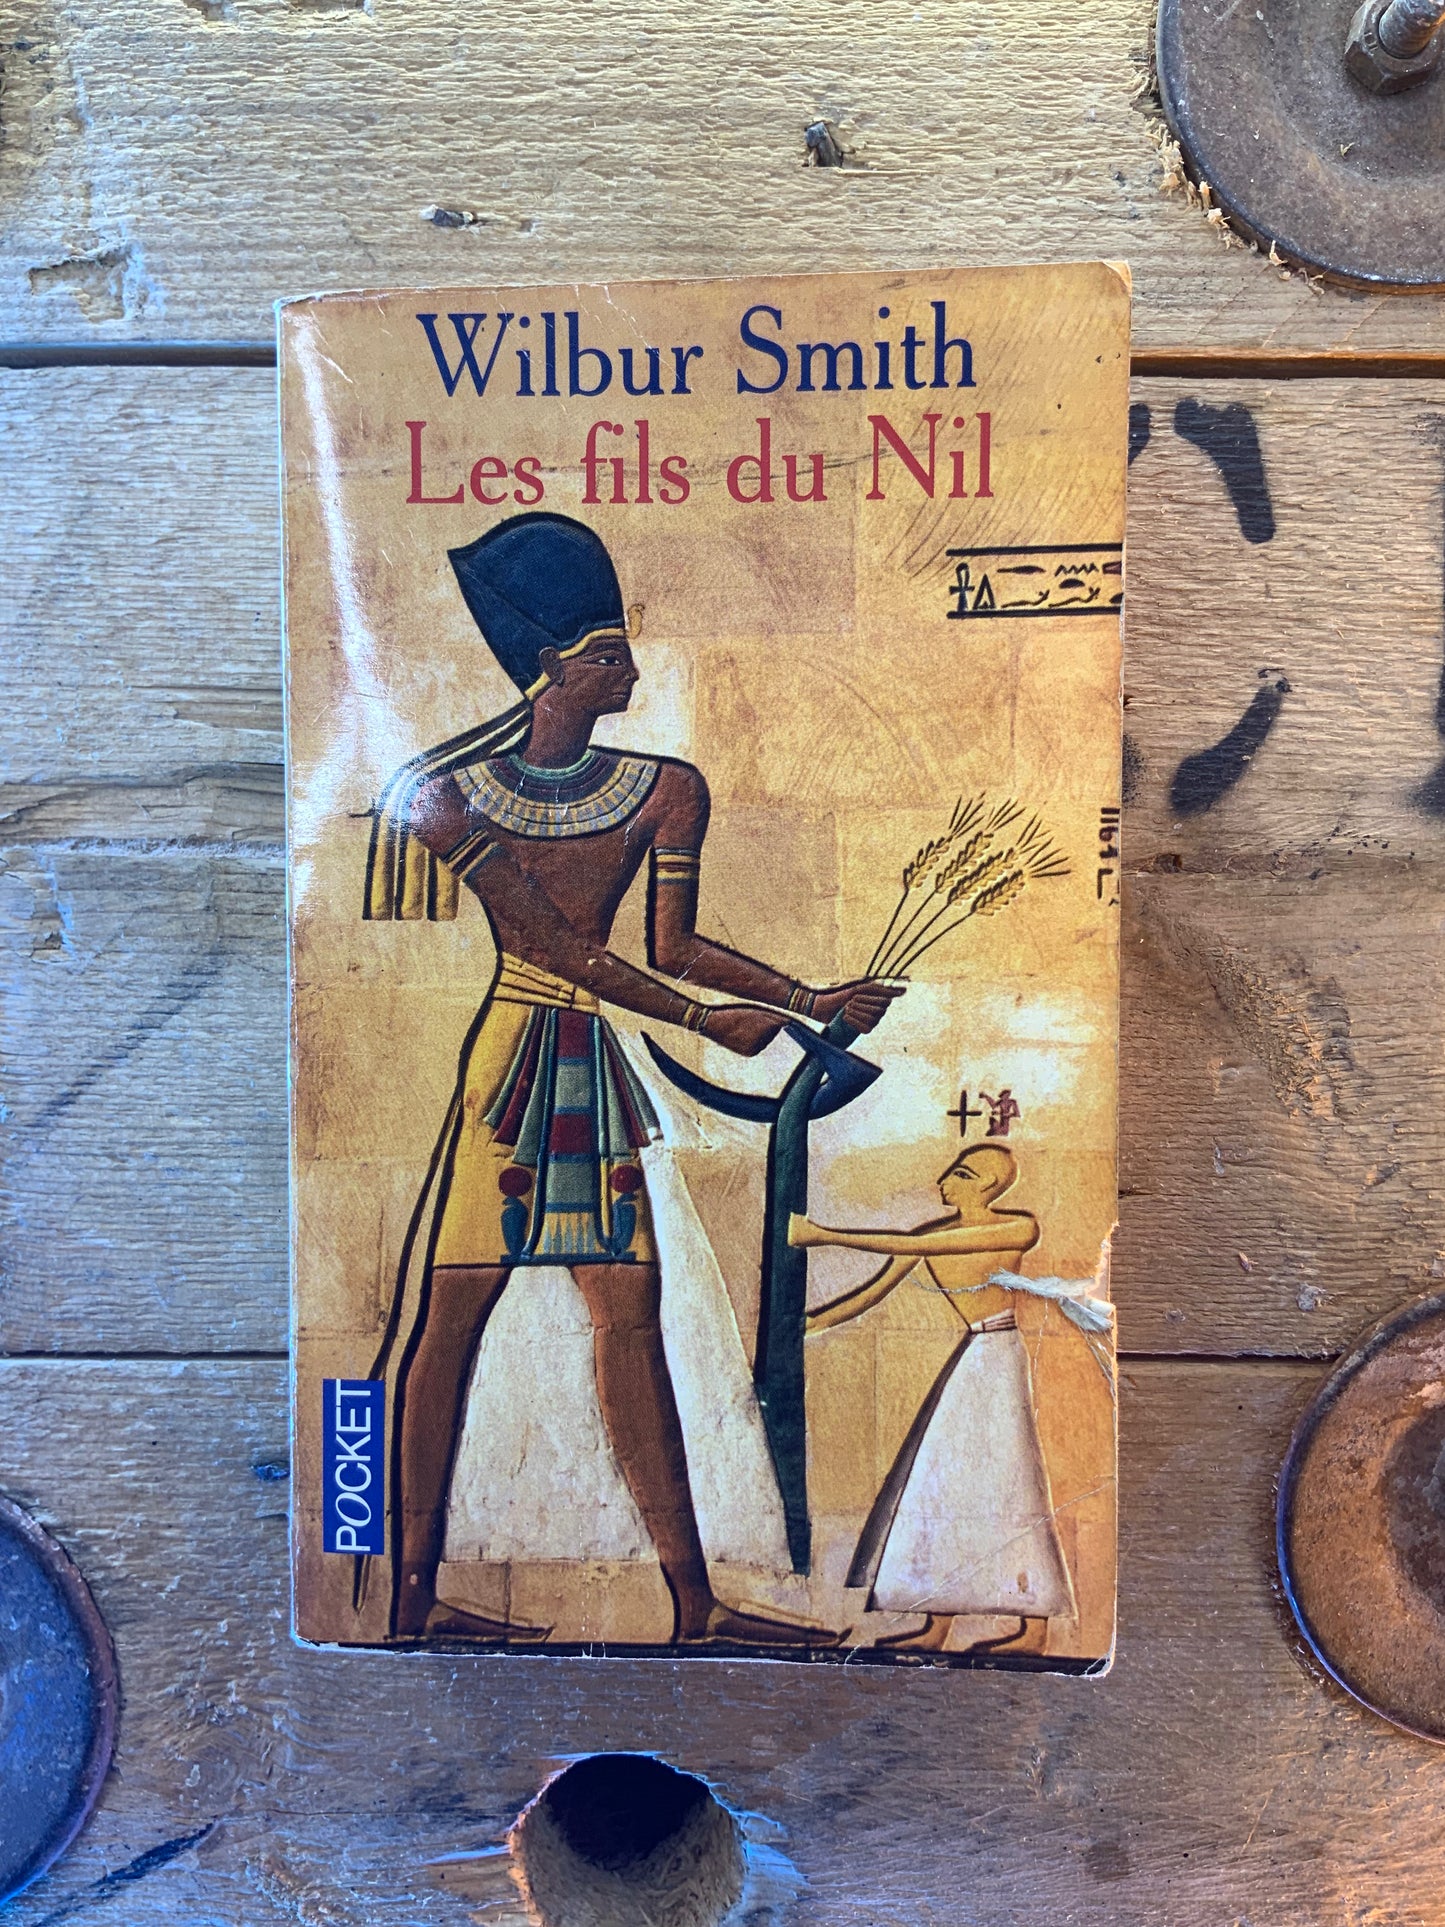 Wilbur Smith
Les fils du Nil
POCKET